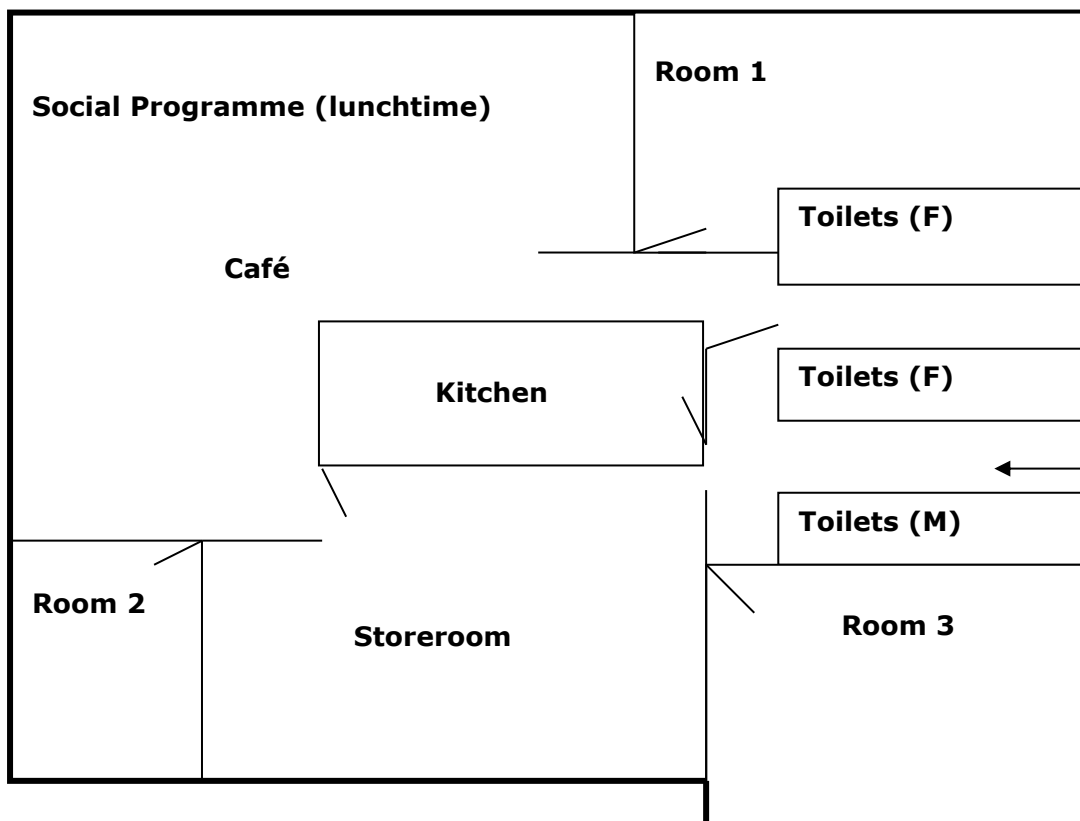 Room 1
Social Programme (lunchtime)
Toilets (F)
Café
Toilets (F)
Kitchen
Toilets (M)
Room 2
Room 3
Storeroom